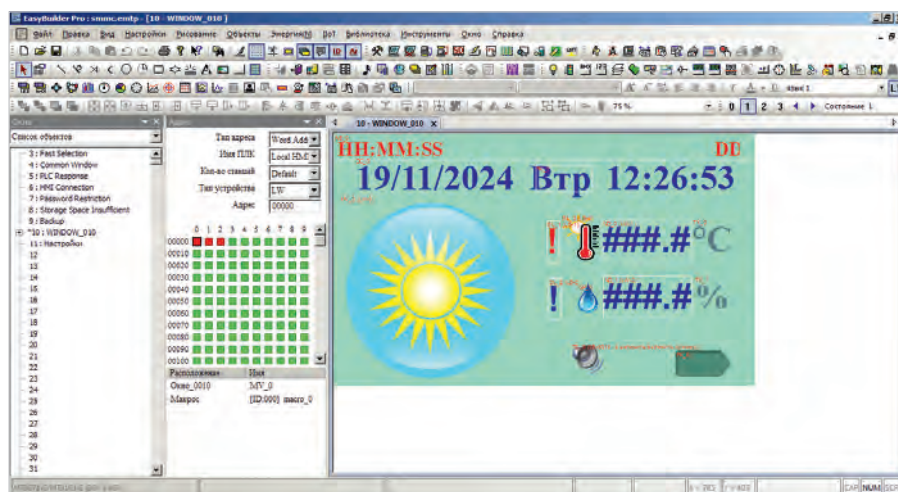 EasyBuilder Pro : smmc.emtp - [10 - WINDOW_010 ]
Файл Правка Вид Настройки Рисование Объекты Энергия/М IIoT Библиотека Инструменты Окно Справка
75 %
0 1 2 3 Состояние 1
Окна
Список объектов
3 : Fast Selection
4 : Common Window
5 : PLC Response
6 : HMI Connection
7 : Password Restriction
8 : Storage Space Insufficient
9 : Backup
*10 : WINDOW_010
11 : Настройки
12
13
14
15
16
17
18
19
20
21
22
23
24
25
26
27
28
29
30
31
Адрес
Тип адреса Word Add
Имя ПЛК Local HMI
Кол-во станций Default
Тип устройства LW
Адрес 00000
0 1 2 3 4 5 6 7 8 9
00000
00010
00020
00030
00040
00050
00060
00070
00080
00090
00100
Расположение Имя
Окно_0010 MV_0
Макрос [ID:000] macro_0
10 - WINDOW_010 x
HH:MM:SS
19/11/2024 Втр 12:26:53
! ###.# °C
! ###.# %
CAP NUM SCR